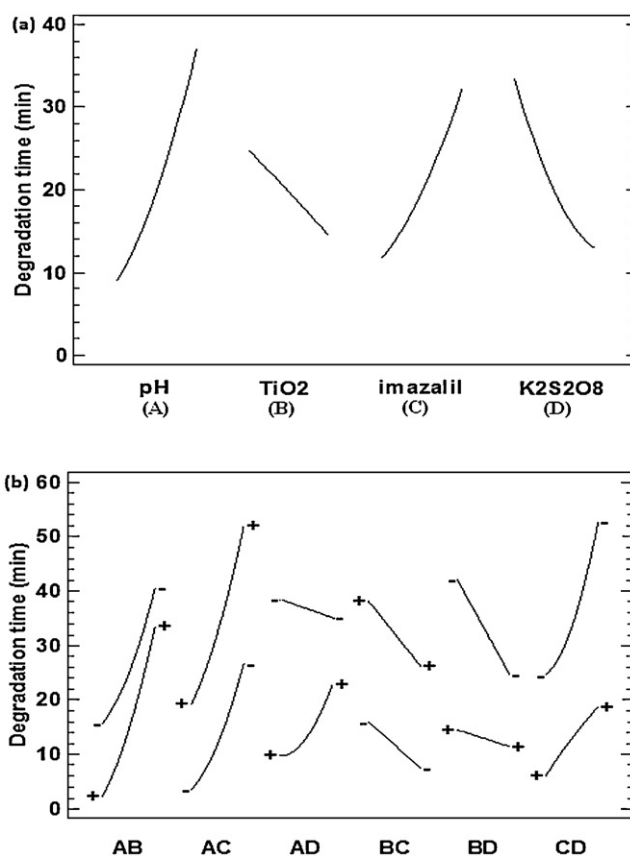 (a) 40
Degradation time (min)
30
20
10
0
pH TiO2 imazalil K2S2O8
(A) (B) (C) (D)
(b) 60
Degradation time (min)
50
40
30
20
10
0
- + - - + - - + - + - - + + - - + + - + - + - +
AB AC AD BC BD CD